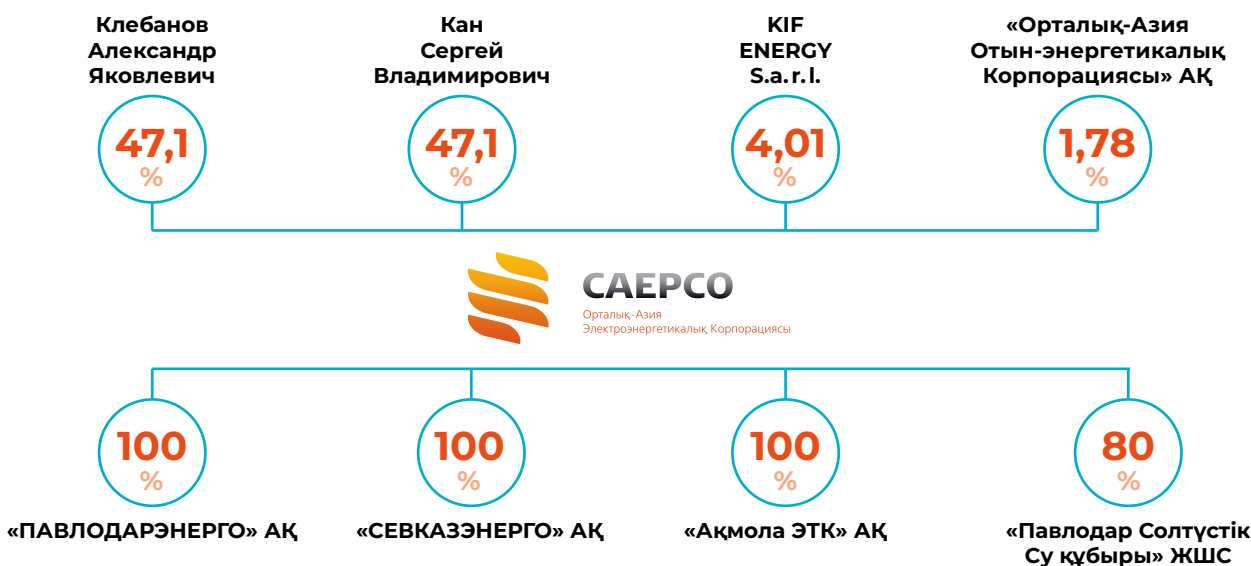 Клебанов
Александр
Яковлевич
Кан
Сергей
Владимирович
KIF
ENERGY
S.a.r.l.
«Орталық-Азия
Отын-энергетикалық
Корпорациясы» АҚ
47,1
%
47,1
%
4,01
%
1,78
%
CAEPCO
Орталық-Азия
Электроэнергетикалық Корпорациясы
100
%
100
%
100
%
80
%
«ПАВЛОДАРЭНЕРГО» АҚ
«СЕВКАЗЭНЕРГО» АҚ
«Ақмола ЭТК» АҚ
«Павлодар Солтүстік
Су құбыры» ЖШС